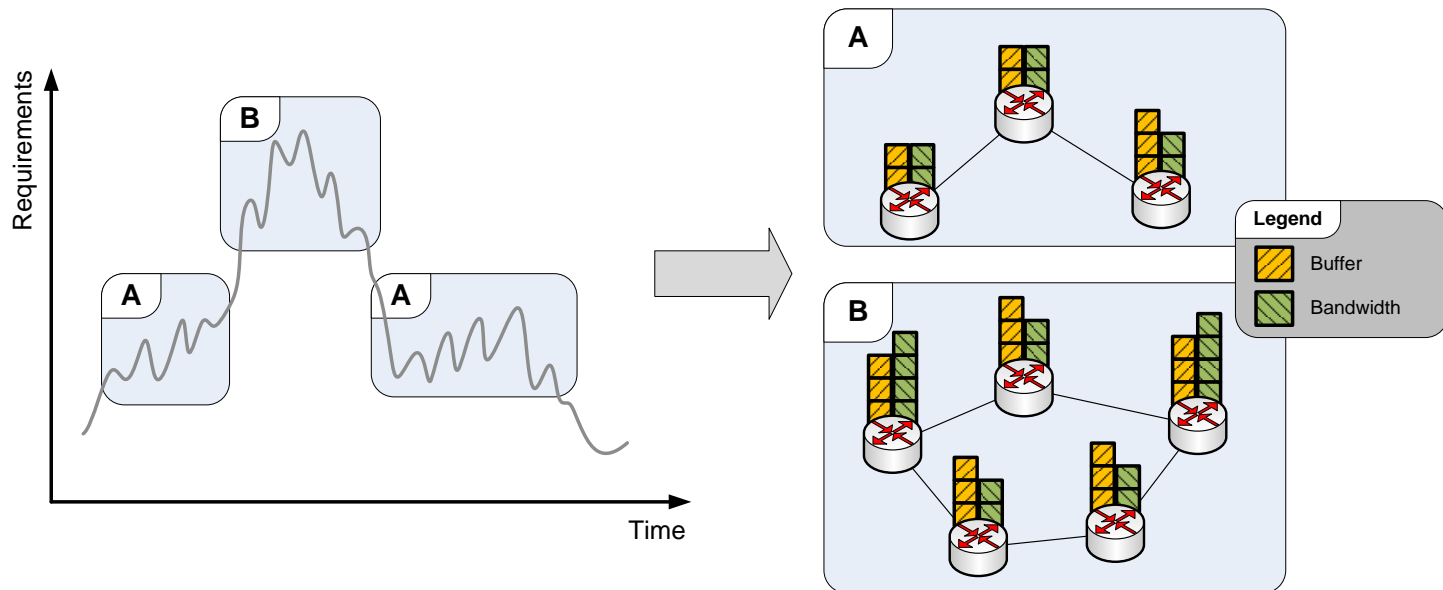 Requirements
B
A
A
Time
A
B
Legend
Buffer
Bandwidth